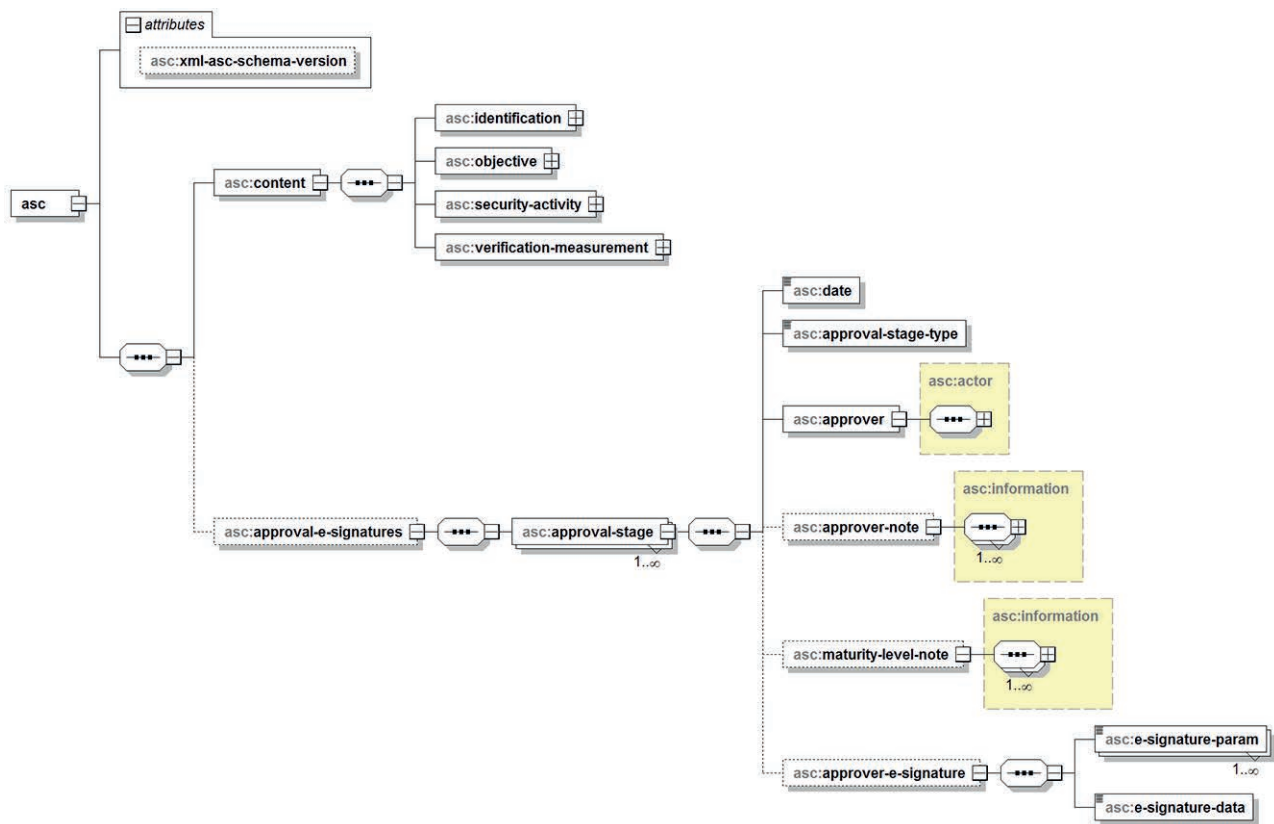 attributes
asc:xml-asc-schema-version
asc:identification
asc:objective
asc:content
asc:security-activity
asc
asc:verification-measurement
asc:date
asc:approval-stage-type
asc:actor
asc:approver
asc:information
asc:approval-e-signatures
asc:approval-stage
1..∞
asc:approver-note
1..∞
asc:information
asc:maturity-level-note
1..∞
asc:e-signature-param
1..∞
asc:approver-e-signature
asc:e-signature-data